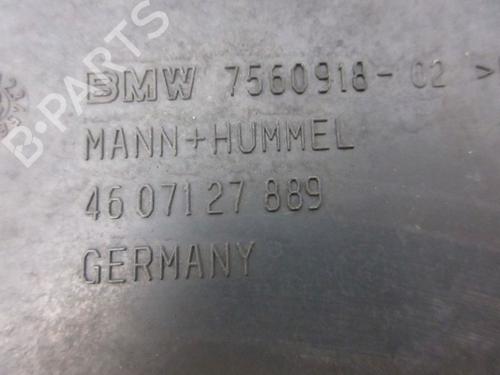 BMW 7560918-02 >
MANN+HUMMEL
46 071 27 889
GERMANY
B-PARTS